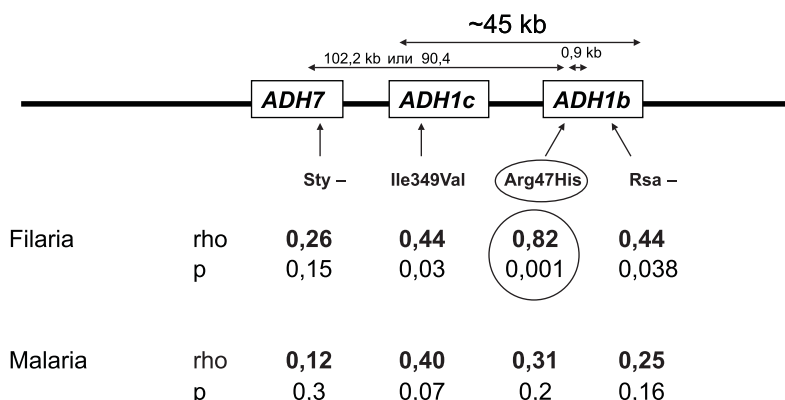 ~45 kb
102,2 kb или 90,4
0,9 kb
ADH7 ADH1c ADH1b
Sty – Ile349Val Arg47His Rsa –
Filaria rho 0,26 0,44 0,82 0,44
p 0,15 0,03 0,001 0,038
Malaria rho 0,12 0,40 0,31 0,25
p 0,3 0,07 0,2 0,16